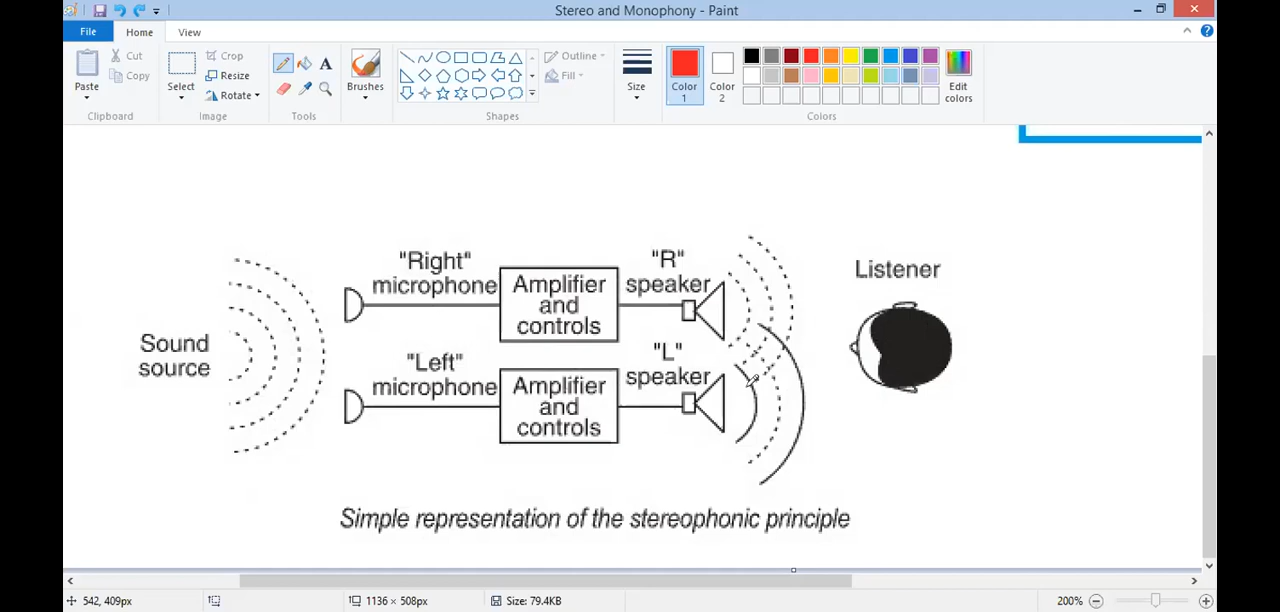 Stereo and Monophony - Paint
File
Home
View
Paste
Cut
Copy
Clipboard
Select
Crop
Resize
Rotate
Image
A
Tools
Brushes
Shapes
Outline
Fill
Size
Color
1
Color
2
Colors
Edit
colors
Sound
source
"Right"
microphone
"Left"
microphone
Amplifier
and
controls
Amplifier
and
controls
"R"
speaker
"L"
speaker
Listener
Simple representation of the stereophonic principle
542, 409px
1136 × 508px
Size: 79.4KB
200%